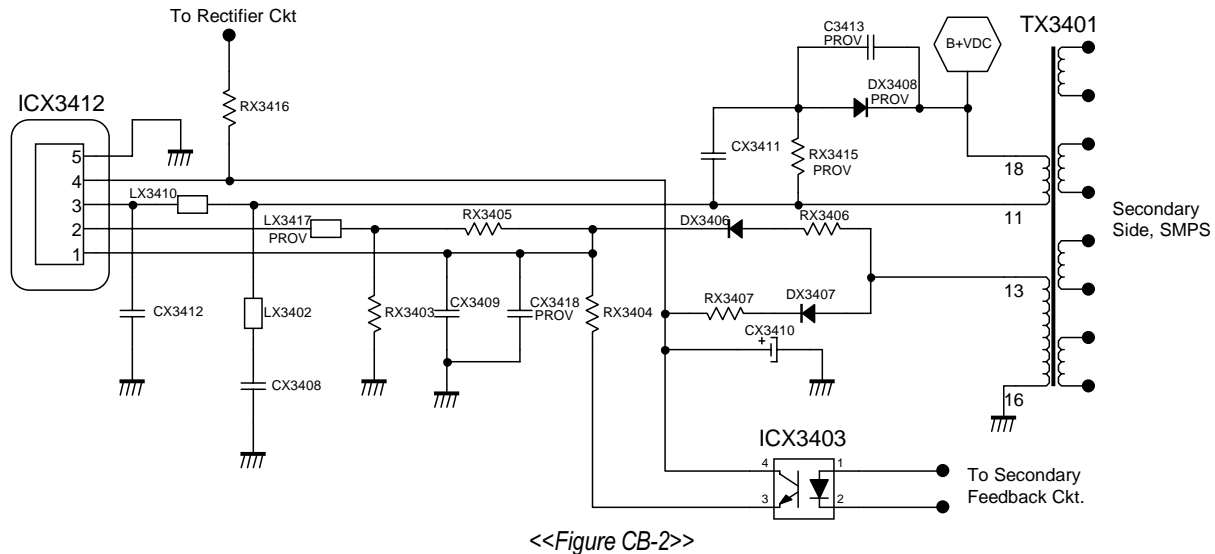 To Rectifier Ckt
C3413
PROV
B+VDC
TX3401
ICX3412
RX3416
DX3408
PROV
5
4
3
2
1
LX3410
CX3411
RX3415
PROV
18
11
LX3417
PROV
RX3405
DX3406
RX3406
Secondary
Side, SMPS
CX3412
LX3402
RX3403
CX3409
CX3418
PROV
RX3404
RX3407
DX3407
13
+
CX3410
CX3408
16
ICX3403
4
1
3
2
To Secondary
Feedback Ckt.
<<Figure CB-2>>